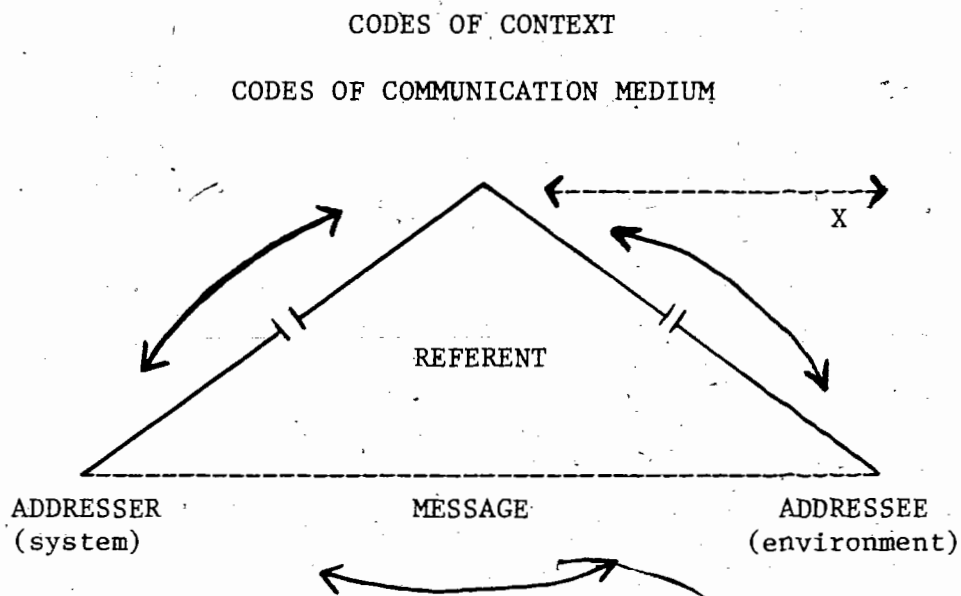 CODES OF CONTEXT
CODES OF COMMUNICATION MEDIUM
X
REFERENT
ADDRESSER MESSAGE ADDRESSEE
(system) (environment)